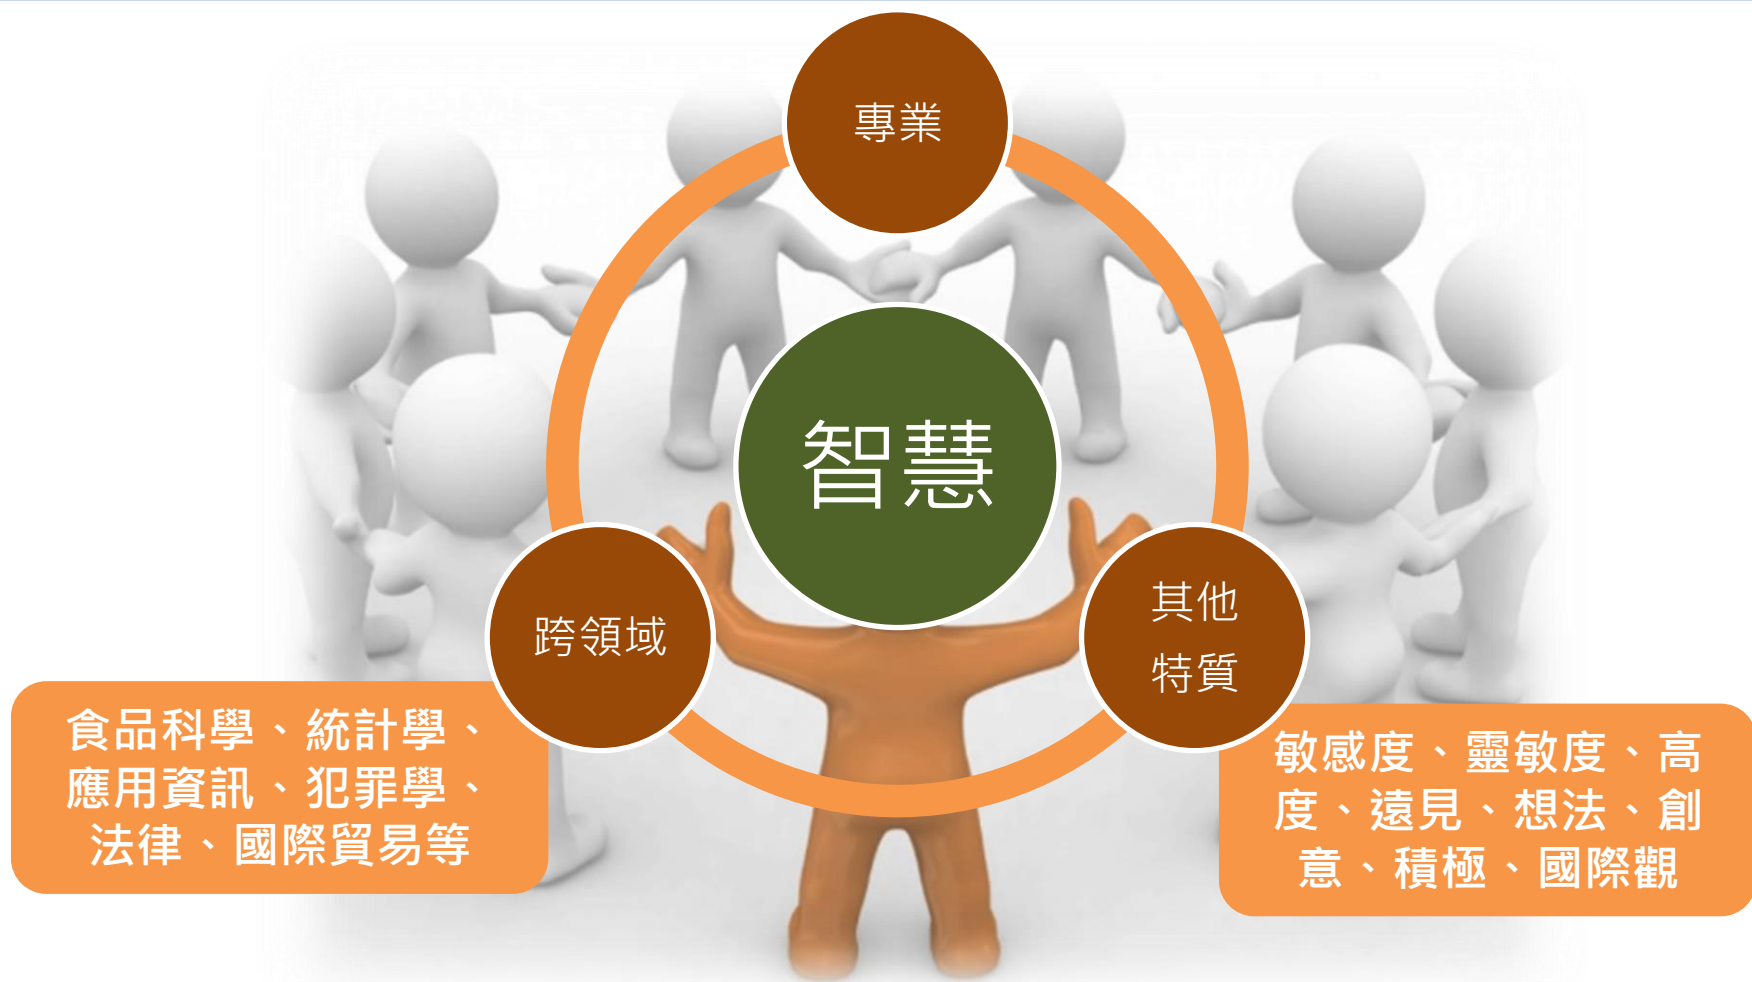 專業
智慧
跨領域
其他
特質
食品科學、統計學、
應用資訊、犯罪學、
法律、國際貿易等
敏感度、靈敏度、高
度、遠見、想法、創
意、積極、國際觀